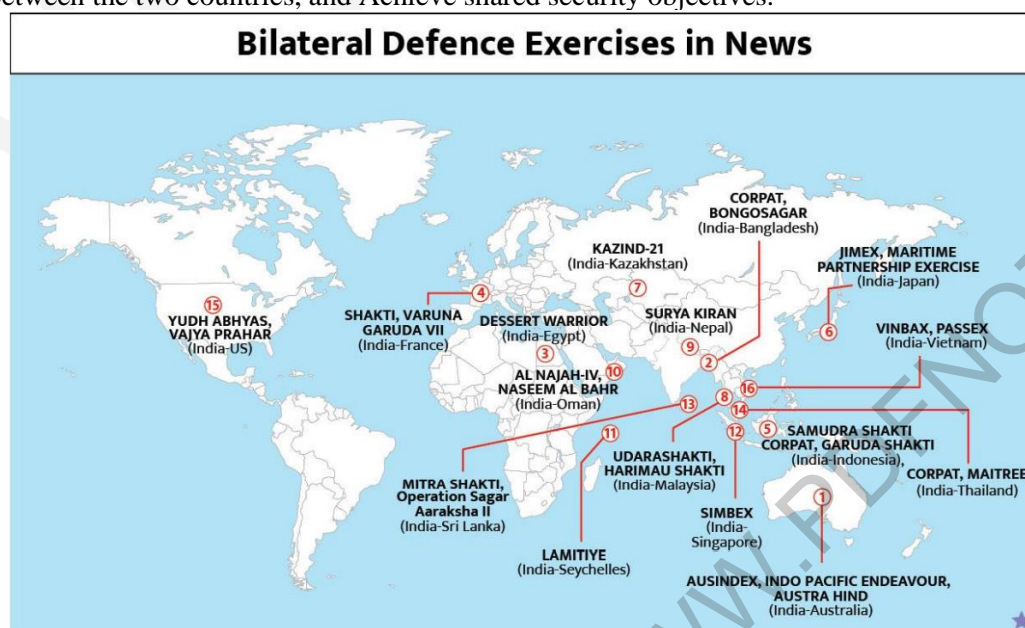 between the two countries, and Achieve shared security objectives.
Bilateral Defence Exercises in News
CORPAT,
BONGOSAGAR
(India-Bangladesh)
KAZIND-21
(India-Kazakhstan)
JIMEX, MARITIME
PARTNERSHIP EXERCISE
(India-Japan)
15
YUDH ABHYAS,
VAJYA PRAHAR
(India-US)
4
SHAKTI, VARUNA
GARUDA VII
(India-France)
7
DESSERT WARRIOR
(India-Egypt)
3
SURYA KIRAN
(India-Nepal)
9
2
6
VINBAX, PASSEX
(India-Vietnam)
AL NAJAH-IV,
NASEEM AL BAHR
(India-Oman)
10
13
8
16
14
11
12
5
SAMUDRA SHAKTI
CORPAT, GARUDA SHAKTI
(India-Indonesia),
MITRA SHAKTI,
Operation Sagar
Aaraksha II
(India-Sri Lanka)
UDARASHAKTI,
HARIMAU SHAKTI
(India-Malaysia)
CORPAT, MAITREE
(India-Thailand)
1
SIMBEX
(India-
Singapore)
LAMITIYE
(India-Seychelles)
AUSINDEX, INDO PACIFIC ENDEAVOUR,
AUSTRA HIND
(India-Australia)
WW.PDFNOT